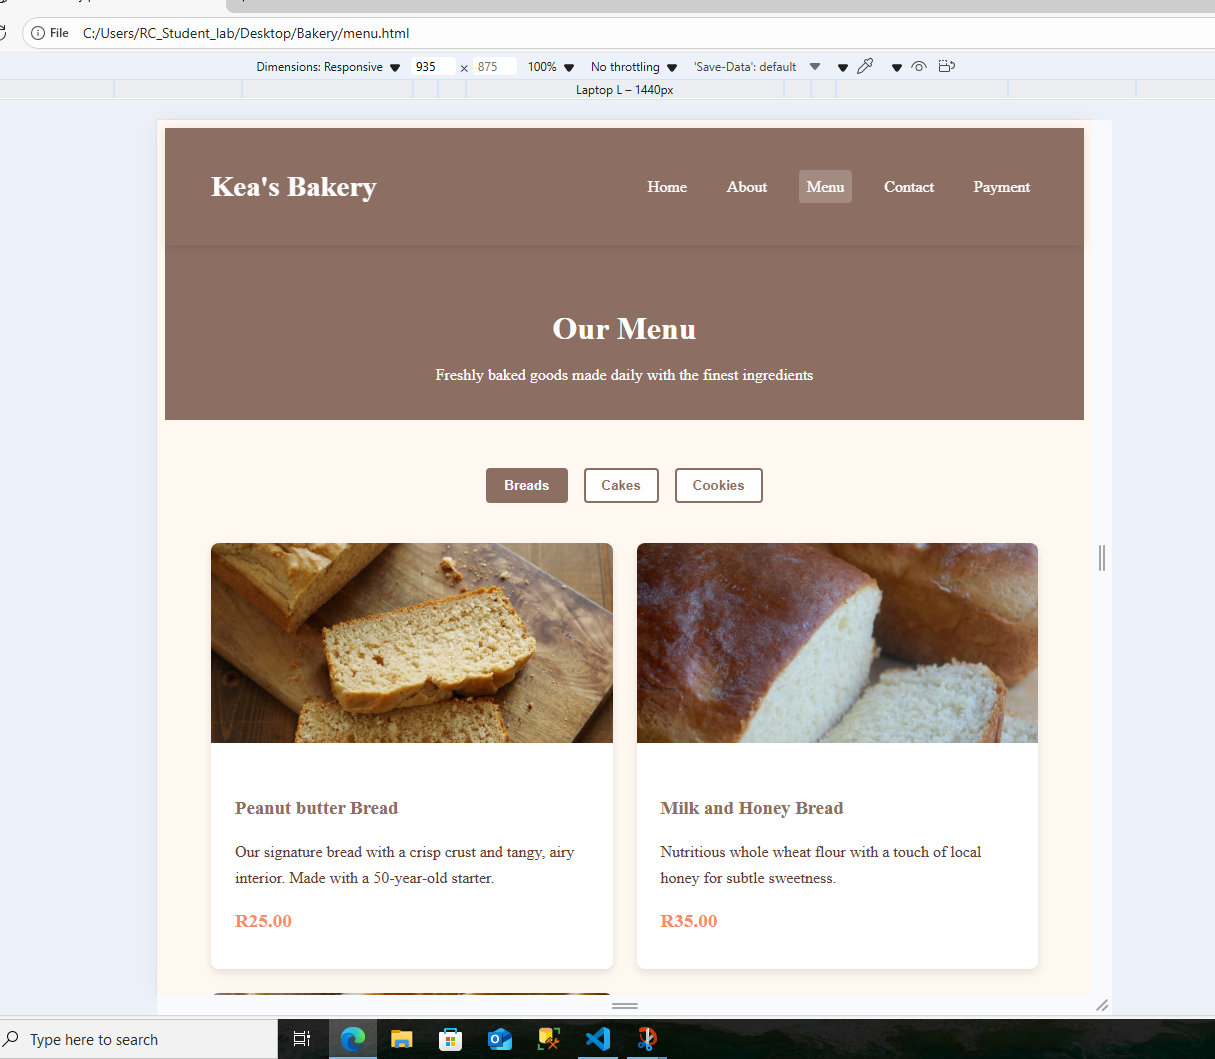 File C:/Users/RC_Student_lab/Desktop/Bakery/menu.html
Dimensions: Responsive 935 × 875 100% No throttling 'Save-Data': default
Laptop L – 1440px
Kea's Bakery Home About Menu Contact Payment
Our Menu
Freshly baked goods made daily with the finest ingredients
Breads Cakes Cookies
Peanut butter Bread
Our signature bread with a crisp crust and tangy, airy
interior. Made with a 50-year-old starter.
R25.00
Milk and Honey Bread
Nutritious whole wheat flour with a touch of local
honey for subtle sweetness.
R35.00
Type here to search